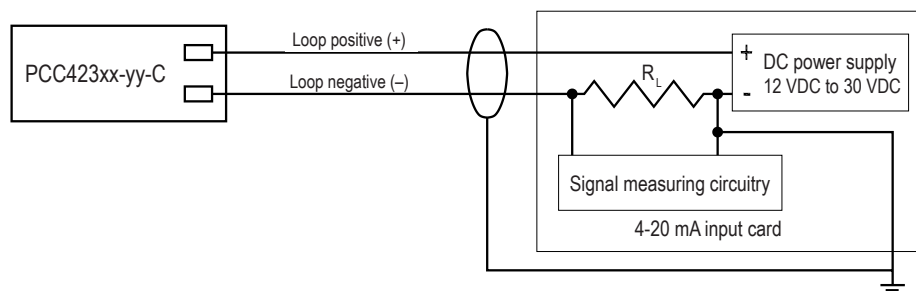 PCC423xx-yy-C
Loop positive (+)
Loop negative (–)
+
-
DC power supply
12 VDC to 30 VDC
RL
Signal measuring circuitry
4-20 mA input card